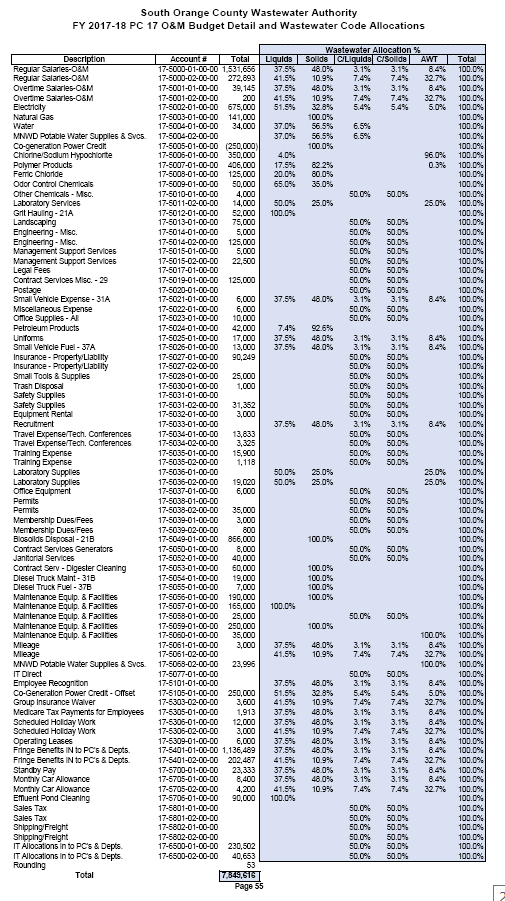 South Orange County Wastewater Authority
FY 2017-18 PC 17 O&M Budget Detail and Wastewater Code Allocations
Wastewater Allocation %
Description Account # Total Liquids Solids C/Liquids C/Solids AWT Total
Regular Salaries-O&M 17-5000-01-00-00 1,531,656 37.5% 48.0% 3.1% 3.1% 8.4% 100.0%
Regular Salaries-O&M 17-5000-02-00-00 272,893 41.5% 10.9% 7.4% 7.4% 32.7% 100.0%
Overtime Salaries-O&M 17-5001-01-00-00 39,145 37.5% 48.0% 3.1% 3.1% 8.4% 100.0%
Overtime Salaries-O&M 17-5001-02-00-00 200 41.5% 10.9% 7.4% 7.4% 32.7% 100.0%
Electricity 17-5002-01-00-00 675,000 51.5% 32.8% 5.4% 5.4% 5.0% 100.0%
Natural Gas 17-5003-01-00-00 141,000 100.0% 100.0%
Water 17-5004-01-00-00 34,000 37.0% 56.5% 6.5% 100.0%
MNWD Potable Water Supplies & Svcs. 17-5004-02-00-00 37.0% 56.5% 6.5% 100.0%
Co-generation Power Credit 17-5005-01-00-00 (250,000) 100.0% 100.0%
Chlorine/Sodium Hypochlorite 17-5006-01-00-00 350,000 4.0% 96.0% 100.0%
Polymer Products 17-5007-01-00-00 406,000 17.5% 82.2% 0.3% 100.0%
Ferric Chloride 17-5008-01-00-00 125,000 20.0% 80.0% 100.0%
Odor Control Chemicals 17-5009-01-00-00 50,000 65.0% 35.0% 100.0%
Other Chemicals - Misc. 17-5010-01-00-00 4,000 50.0% 50.0% 100.0%
Laboratory Services 17-5011-02-00-00 14,000 50.0% 25.0% 25.0% 100.0%
Grit Hauling - 21A 17-5012-01-00-00 52,000 100.0% 100.0%
Landscaping 17-5013-01-00-00 75,000 50.0% 50.0% 100.0%
Engineering - Misc. 17-5014-01-00-00 5,000 50.0% 50.0% 100.0%
Engineering - Misc. 17-5014-02-00-00 125,000 50.0% 50.0% 100.0%
Management Support Services 17-5015-01-00-00 5,000 50.0% 50.0% 100.0%
Management Support Services 17-5015-02-00-00 22,500 50.0% 50.0% 100.0%
Legal Fees 17-5017-01-00-00 50.0% 50.0% 100.0%
Contract Services Misc. - 29 17-5019-01-00-00 125,000 50.0% 50.0% 100.0%
Postage 17-5020-01-00-00 50.0% 50.0% 100.0%
Small Vehicle Expense - 31A 17-5021-01-00-00 6,000 37.5% 48.0% 3.1% 3.1% 8.4% 100.0%
Miscellaneous Expense 17-5022-01-00-00 6,000 50.0% 50.0% 100.0%
Office Supplies - All 17-5023-01-00-00 10,000 50.0% 50.0% 100.0%
Petroleum Products 17-5024-01-00-00 42,000 7.4% 92.6% 100.0%
Uniforms 17-5025-01-00-00 17,000 37.5% 48.0% 3.1% 3.1% 8.4% 100.0%
Small Vehicle Fuel - 37A 17-5026-01-00-00 13,000 37.5% 48.0% 3.1% 3.1% 8.4% 100.0%
Insurance - Property/Liability 17-5027-01-00-00 90,249 50.0% 50.0% 100.0%
Insurance - Property/Liability 17-5027-02-00-00 50.0% 50.0% 100.0%
Small Tools & Supplies 17-5028-01-00-00 25,000 50.0% 50.0% 100.0%
Trash Disposal 17-5030-01-00-00 1,000 50.0% 50.0% 100.0%
Safety Supplies 17-5031-01-00-00 50.0% 50.0% 100.0%
Safety Supplies 17-5031-02-00-00 31,352 50.0% 50.0% 100.0%
Equipment Rental 17-5032-01-00-00 3,000 50.0% 50.0% 100.0%
Recruitment 17-5033-01-00-00 37.5% 48.0% 3.1% 3.1% 8.4% 100.0%
Travel Expense/Tech. Conferences 17-5034-01-00-00 13,833 50.0% 50.0% 100.0%
Travel Expense/Tech. Conferences 17-5034-02-00-00 3,325 50.0% 50.0% 100.0%
Training Expense 17-5035-01-00-00 15,900 50.0% 50.0% 100.0%
Training Expense 17-5035-02-00-00 1,118 50.0% 50.0% 100.0%
Laboratory Supplies 17-5036-01-00-00 50.0% 25.0% 25.0% 100.0%
Laboratory Supplies 17-5036-02-00-00 19,020 50.0% 25.0% 25.0% 100.0%
Office Equipment 17-5037-01-00-00 6,000 50.0% 50.0% 100.0%
Permits 17-5038-01-00-00 50.0% 50.0% 100.0%
Permits 17-5038-02-00-00 35,000 50.0% 50.0% 100.0%
Membership Dues/Fees 17-5039-01-00-00 3,000 50.0% 50.0% 100.0%
Membership Dues/Fees 17-5039-02-00-00 800 50.0% 50.0% 100.0%
Biosolids Disposal - 21B 17-5049-01-00-00 866,000 100.0% 100.0%
Contract Services Generators 17-5050-01-00-00 8,000 50.0% 50.0% 100.0%
Janitorial Services 17-5052-01-00-00 40,000 50.0% 50.0% 100.0%
Contract Serv - Digester Cleaning 17-5053-01-00-00 60,000 100.0% 100.0%
Diesel Truck Maint - 31B 17-5054-01-00-00 19,000 100.0% 100.0%
Diesel Truck Fuel - 37B 17-5055-01-00-00 7,000 100.0% 100.0%
Maintenance Equip. & Facilities 17-5056-01-00-00 190,000 100.0% 100.0%
Maintenance Equip. & Facilities 17-5057-01-00-00 165,000 100.0% 100.0%
Maintenance Equip. & Facilities 17-5058-01-00-00 25,000 50.0% 50.0% 100.0%
Maintenance Equip. & Facilities 17-5059-01-00-00 250,000 100.0% 100.0%
Maintenance Equip. & Facilities 17-5060-01-00-00 35,000 100.0% 100.0%
Mileage 17-5061-01-00-00 3,000 37.5% 48.0% 3.1% 3.1% 8.4% 100.0%
Mileage 17-5061-02-00-00 41.5% 10.9% 7.4% 7.4% 32.7% 100.0%
MNWD Potable Water Supplies & Svcs. 17-5068-02-00-00 23,996 100.0% 100.0%
IT Direct 17-5077-01-00-00 50.0% 50.0% 100.0%
Employee Recognition 17-5101-01-00-00 37.5% 48.0% 3.1% 3.1% 8.4% 100.0%
Co-Generation Power Credit - Offset 17-5105-01-00-00 250,000 51.5% 32.8% 5.4% 5.4% 5.0% 100.0%
Group Insurance Waiver 17-5303-02-00-00 3,600 41.5% 10.9% 7.4% 7.4% 32.7% 100.0%
Medicare Tax Payments for Employees 17-5305-01-00-00 1,913 37.5% 48.0% 3.1% 3.1% 8.4% 100.0%
Scheduled Holiday Work 17-5306-01-00-00 12,000 37.5% 48.0% 3.1% 3.1% 8.4% 100.0%
Scheduled Holiday Work 17-5306-02-00-00 3,000 41.5% 10.9% 7.4% 7.4% 32.7% 100.0%
Operating Leases 17-5309-01-00-00 6,000 37.5% 48.0% 3.1% 3.1% 8.4% 100.0%
Fringe Benefits IN to PC's & Depts. 17-5401-01-00-00 1,136,489 37.5% 48.0% 3.1% 3.1% 8.4% 100.0%
Fringe Benefits IN to PC's & Depts. 17-5401-02-00-00 202,487 41.5% 10.9% 7.4% 7.4% 32.7% 100.0%
Standby Pay 17-5700-01-00-00 23,333 37.5% 48.0% 3.1% 3.1% 8.4% 100.0%
Monthly Car Allowance 17-5705-01-00-00 8,400 37.5% 48.0% 3.1% 3.1% 8.4% 100.0%
Monthly Car Allowance 17-5705-02-00-00 4,200 41.5% 10.9% 7.4% 7.4% 32.7% 100.0%
Effluent Pond Cleaning 17-5706-01-00-00 90,000 100.0% 100.0%
Sales Tax 17-5801-01-00-00 50.0% 50.0% 100.0%
Sales Tax 17-5801-02-00-00 50.0% 50.0% 100.0%
Shipping/Freight 17-5802-01-00-00 50.0% 50.0% 100.0%
Shipping/Freight 17-5802-02-00-00 50.0% 50.0% 100.0%
IT Allocations in to PC's & Depts. 17-6500-01-00-00 230,502 50.0% 50.0% 100.0%
IT Allocations in to PC's & Depts. 17-6500-02-00-00 40,653 50.0% 50.0% 100.0%
Rounding 53
Total 7,849,616
Page 55